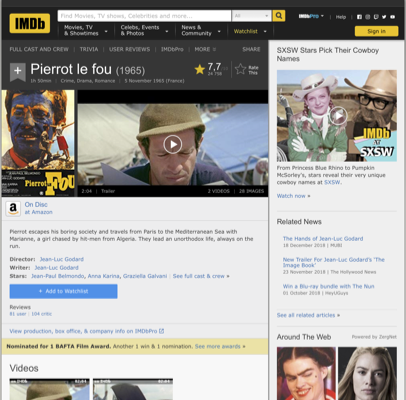 IMDb
Find Movies, TV shows, Celebrities and more...
All
IMDbPro
Help
Movies, TV & Showtimes
Celebs, Events & Photos
News & Community
Watchlist
Sign in
FULL CAST AND CREW | TRIVIA | USER REVIEWS | IMDbPro | MORE
SHARE
Pierrot le fou (1965)
1h 50min | Crime, Drama, Romance | 5 November 1965 (France)
7,7
Rate This
PIERROT
FOU
2:04 | Trailer
2 VIDEOS | 26 IMAGES
On Disc
at Amazon
Pierrot escapes his boring society and travels from Paris to the Mediterranean Sea with
Marianne, a girl chased by hit-men from Algeria. They lead an unorthodox life, always on the
run.
Director: Jean-Luc Godard
Writer: Jean-Luc Godard
Stars: Jean-Paul Belmondo, Anna Karina, Graziella Galvani | See full cast & crew »
+ Add to Watchlist
Reviews
91 user | 104 critic
View production, box office, & company info on IMDbPro
Nominated for 1 BAFTA Film Award. Another 1 win & 1 nomination. See more awards »
Videos
SXSW Stars Pick Their Cowboy
Names
IMDb
AT
SXSW
From Princess Blue Rhino to Pumpkin
McSorley's, stars reveal their very
unique cowboy names at SXSW.
Watch now »
Related News
The Hands of Jean-Luc Godard
18 December 2018 | MUBI
New Trailer For Jean-Luc Godard's 'The
Image Book'
23 November 2018 | The Hollywood News
Win a Blu-ray bundle with The Nun
01 October 2018 | HeyUGuys
See all related articles »
Around The Web
Powered by ZergNet